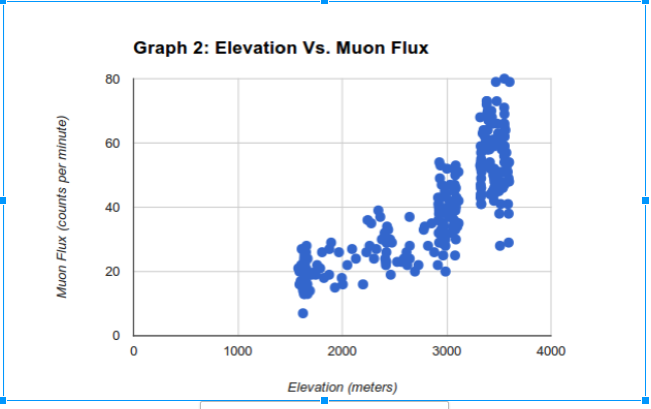 Graph 2: Elevation Vs. Muon Flux
Muon Flux (counts per minute)
80
60
40
20
0
0 1000 2000 3000 4000
Elevation (meters)